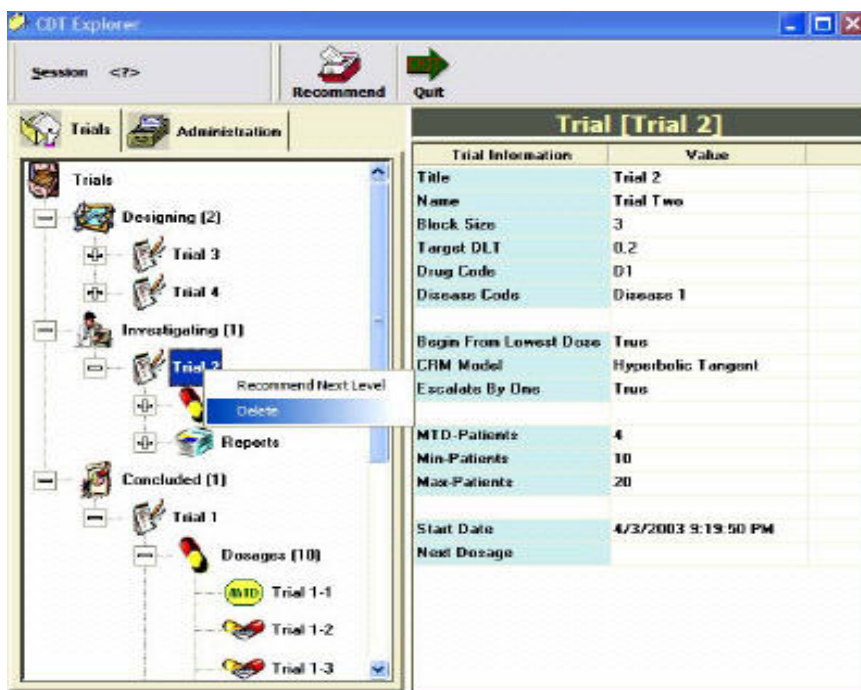 CDT Explorer
Session <?>
Recommend
Quit
Trials
Administration
Trials
Designing (2)
Trial 3
Trial 4
Investigating (1)
Trial 2
Recommend Next Level
Delete
Reports
Concluded (1)
Trial 1
Dosages (10)
MTD Trial 1-1
Trial 1-2
Trial 1-3
Trial [Trial 2]
Trial Information Value
Title Trial 2
Name Trial Two
Block Size 3
Target DLT 0.2
Drug Code D1
Disease Code Disease 1
Begin From Lowest Dose True
CRM Model Hyperbolic Tangent
Escalate By One True
MTD-Patients 4
Min-Patients 10
Max-Patients 20
Start Date 4/3/2003 9:19:50 PM
Next Dosage